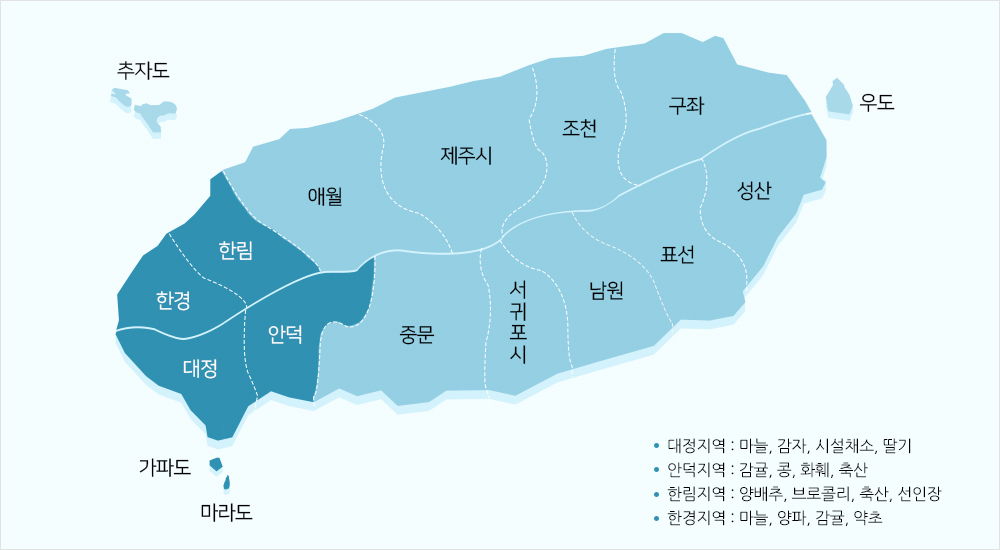 추자도
우도
구좌
조천
제주시
성산
애월
한림
표선
남원
서귀포시
한경
안덕
중문
대정
가파도
마라도
• 대정지역 : 마늘, 감자, 시설채소, 딸기
• 안덕지역 : 감귤, 콩, 화훼, 축산
• 한림지역 : 양배추, 브로콜리, 축산, 선인장
• 한경지역 : 마늘, 양파, 감귤, 약초